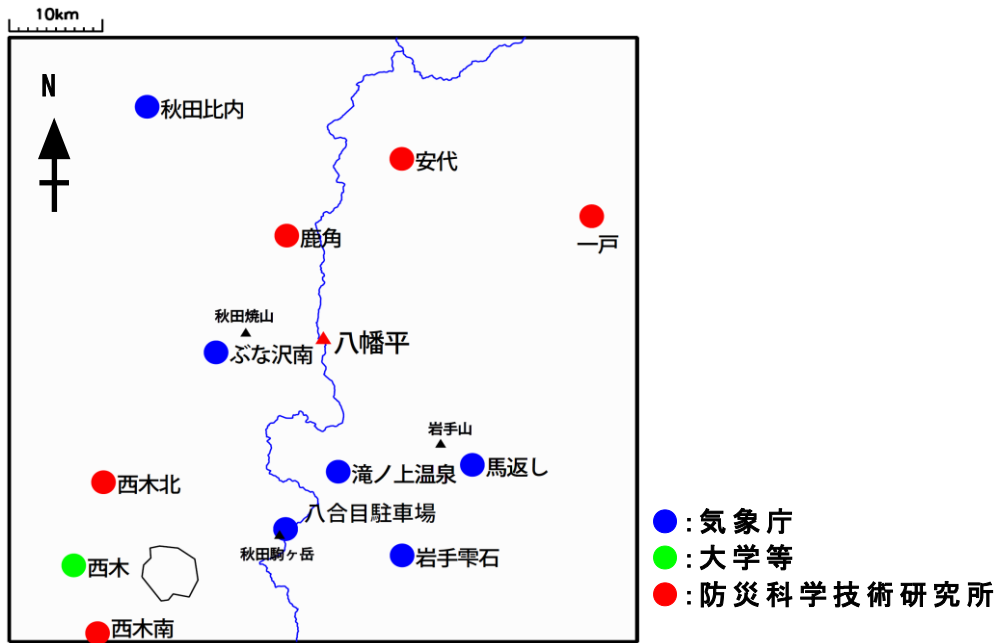 10km
N
秋田比内
安代
一戸
鹿角
秋田焼山
ぶな沢南
八幡平
岩手山
滝ノ上温泉
馬返し
西木北
八合目駐車場
秋田駒ヶ岳
岩手雫石
西木
西木南
:気象庁
:大学等
:防災科学技術研究所